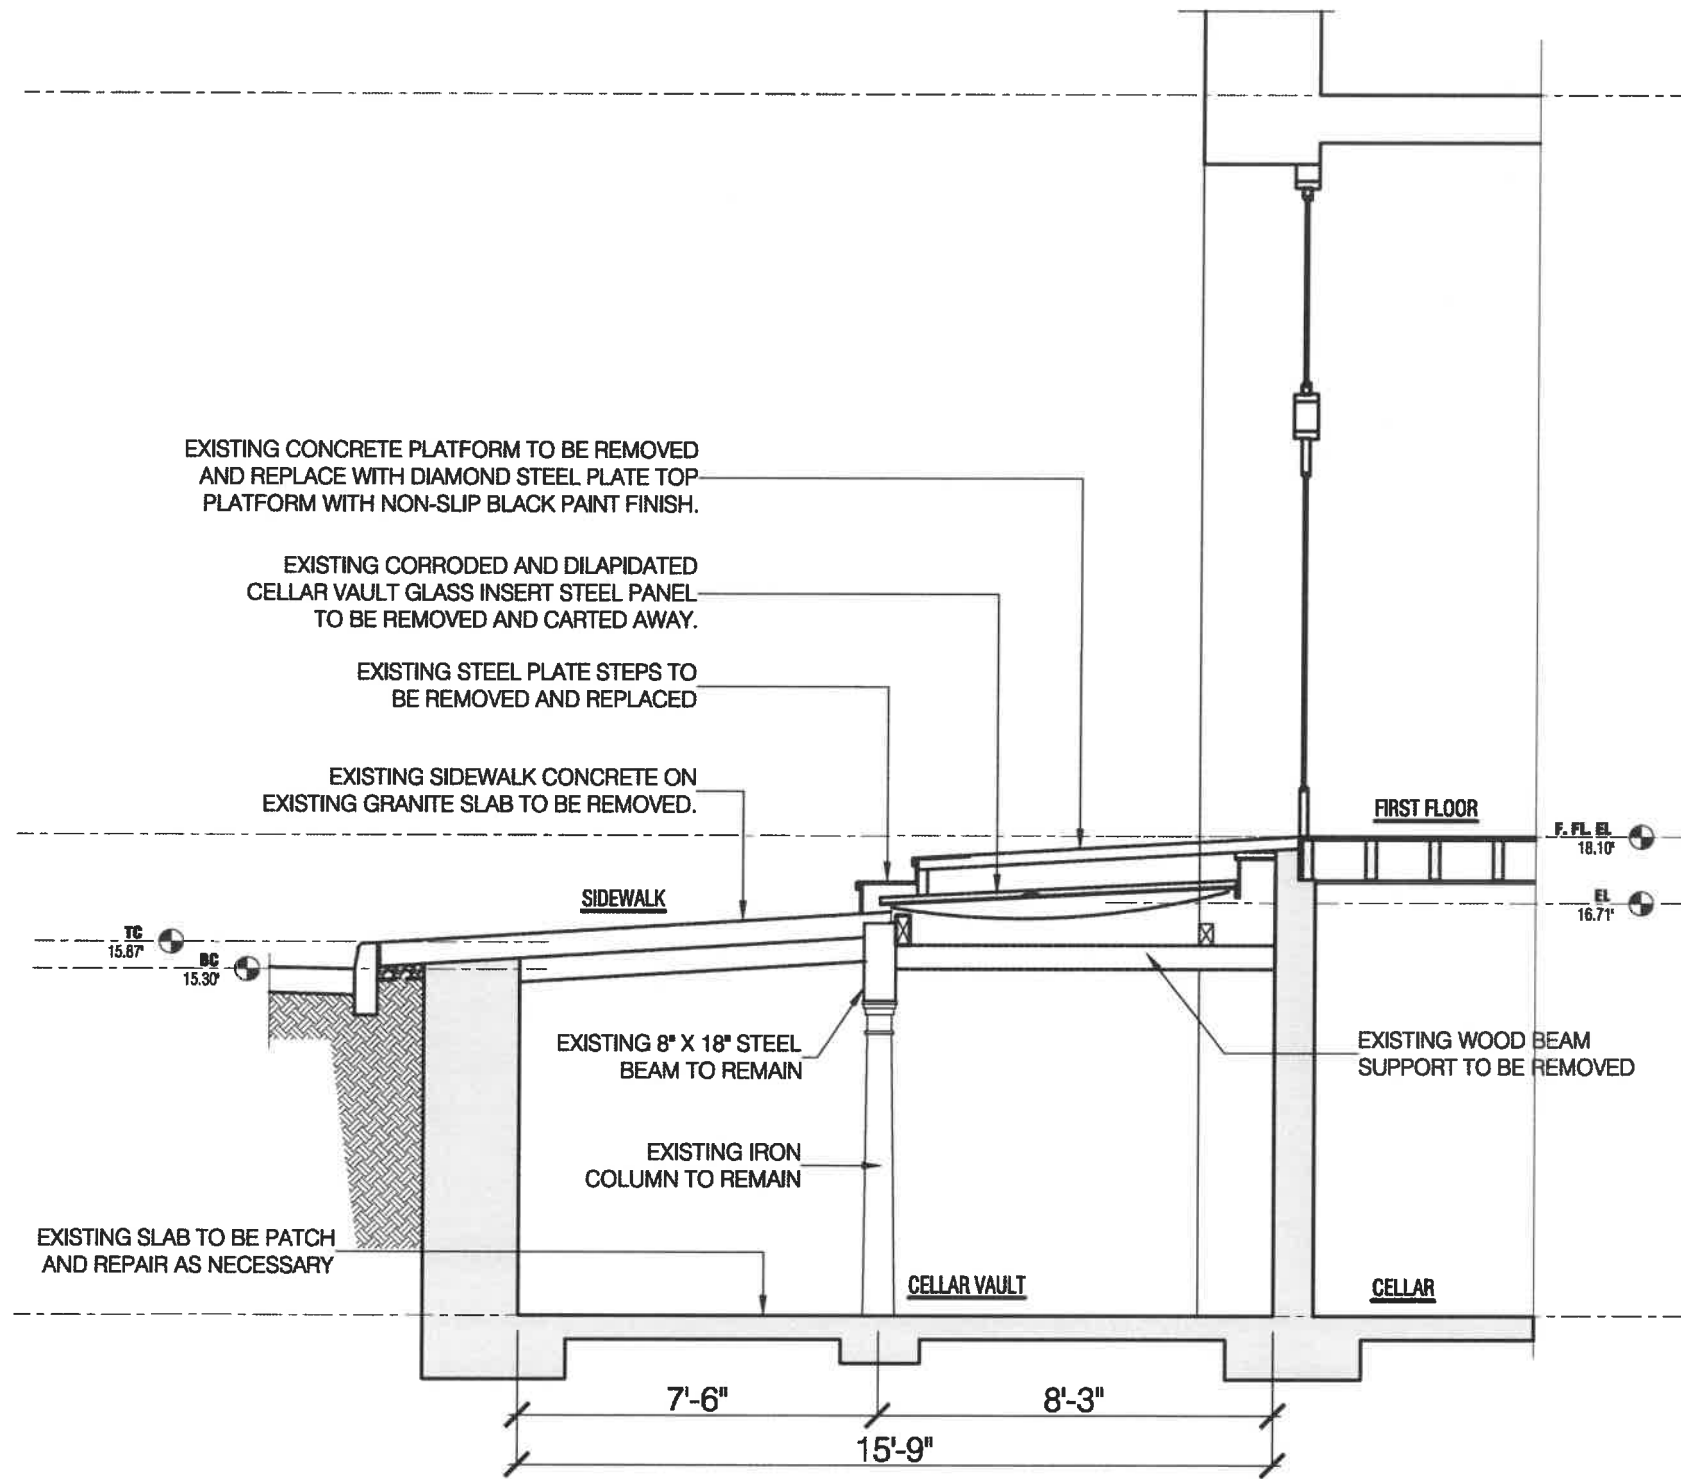 EXISTING CONCRETE PLATFORM TO BE REMOVED
AND REPLACE WITH DIAMOND STEEL PLATE TOP
PLATFORM WITH NON-SLIP BLACK PAINT FINISH.
EXISTING CORRODED AND DILAPIDATED
CELLAR VAULT GLASS INSERT STEEL PANEL
TO BE REMOVED AND CARTED AWAY.
EXISTING STEEL PLATE STEPS TO
BE REMOVED AND REPLACED
EXISTING SIDEWALK CONCRETE ON
EXISTING GRANITE SLAB TO BE REMOVED.
FIRST FLOOR
F. FL. EL
18.10'
SIDEWALK
EL
16.71'
TC
15.87'
BC
15.30'
EXISTING 8" X 18" STEEL
BEAM TO REMAIN
EXISTING WOOD BEAM
SUPPORT TO BE REMOVED
EXISTING IRON
COLUMN TO REMAIN
EXISTING SLAB TO BE PATCH
AND REPAIR AS NECESSARY
CELLAR VAULT
CELLAR
7'-6"
8'-3"
15'-9"